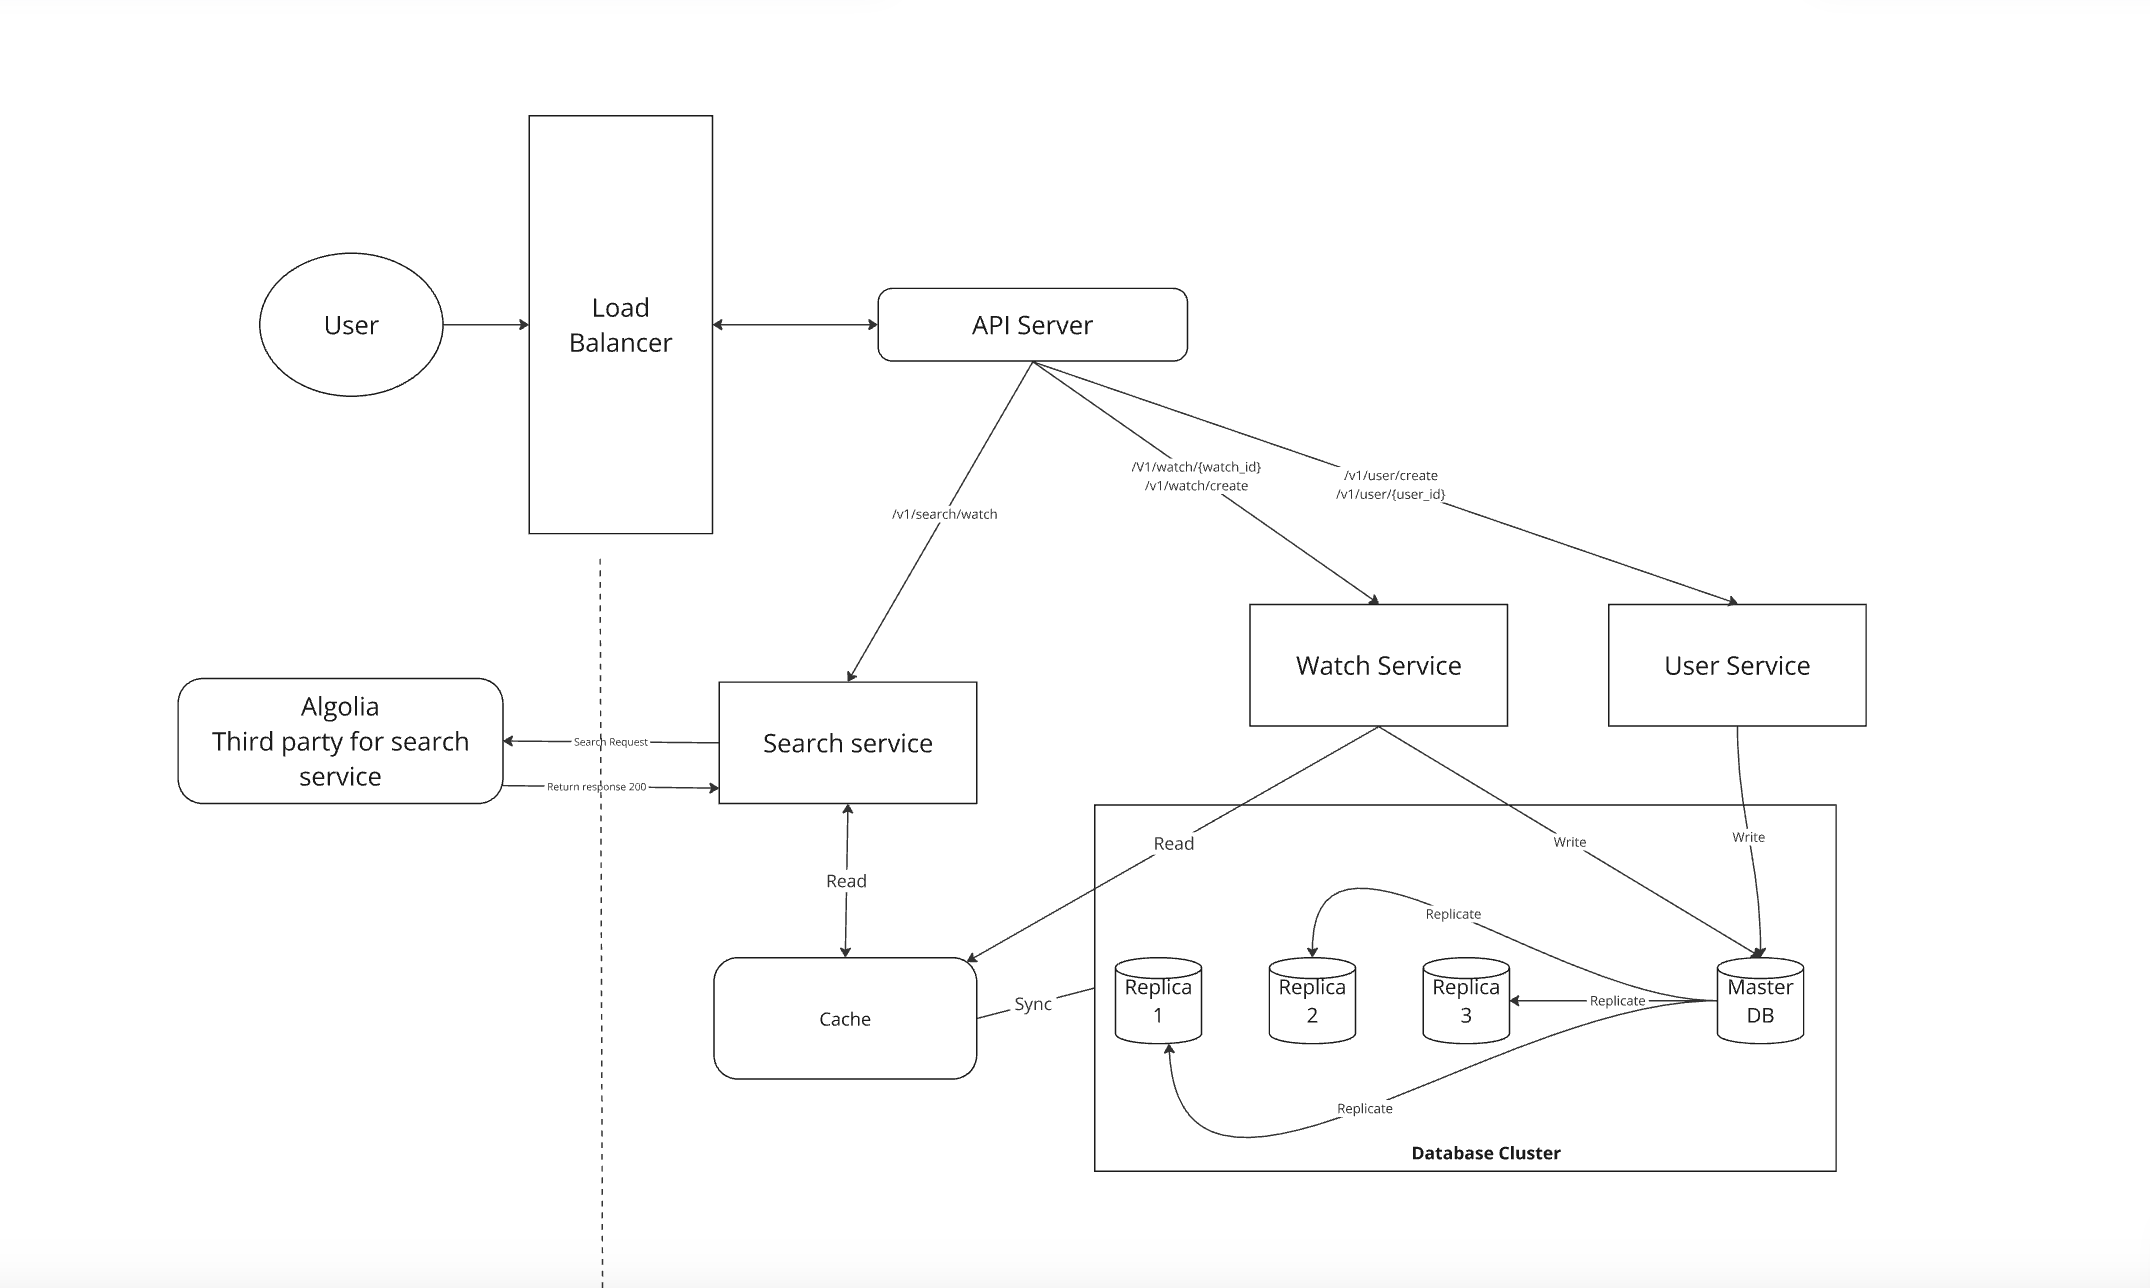 User
Load
Balancer
API Server
/V1/watch/{watch_id}
/v1/watch/create
/v1/user/create
/v1/user/{user_id}
/v1/search/watch
Watch Service
User Service
Algolia
Third party for search
service
Search Request
Return response 200
Search service
Read
Write
Write
Read
Replicate
Cache
Sync
Replica
1
Replica
2
Replica
3
Replicate
Master
DB
Replicate
Database Cluster